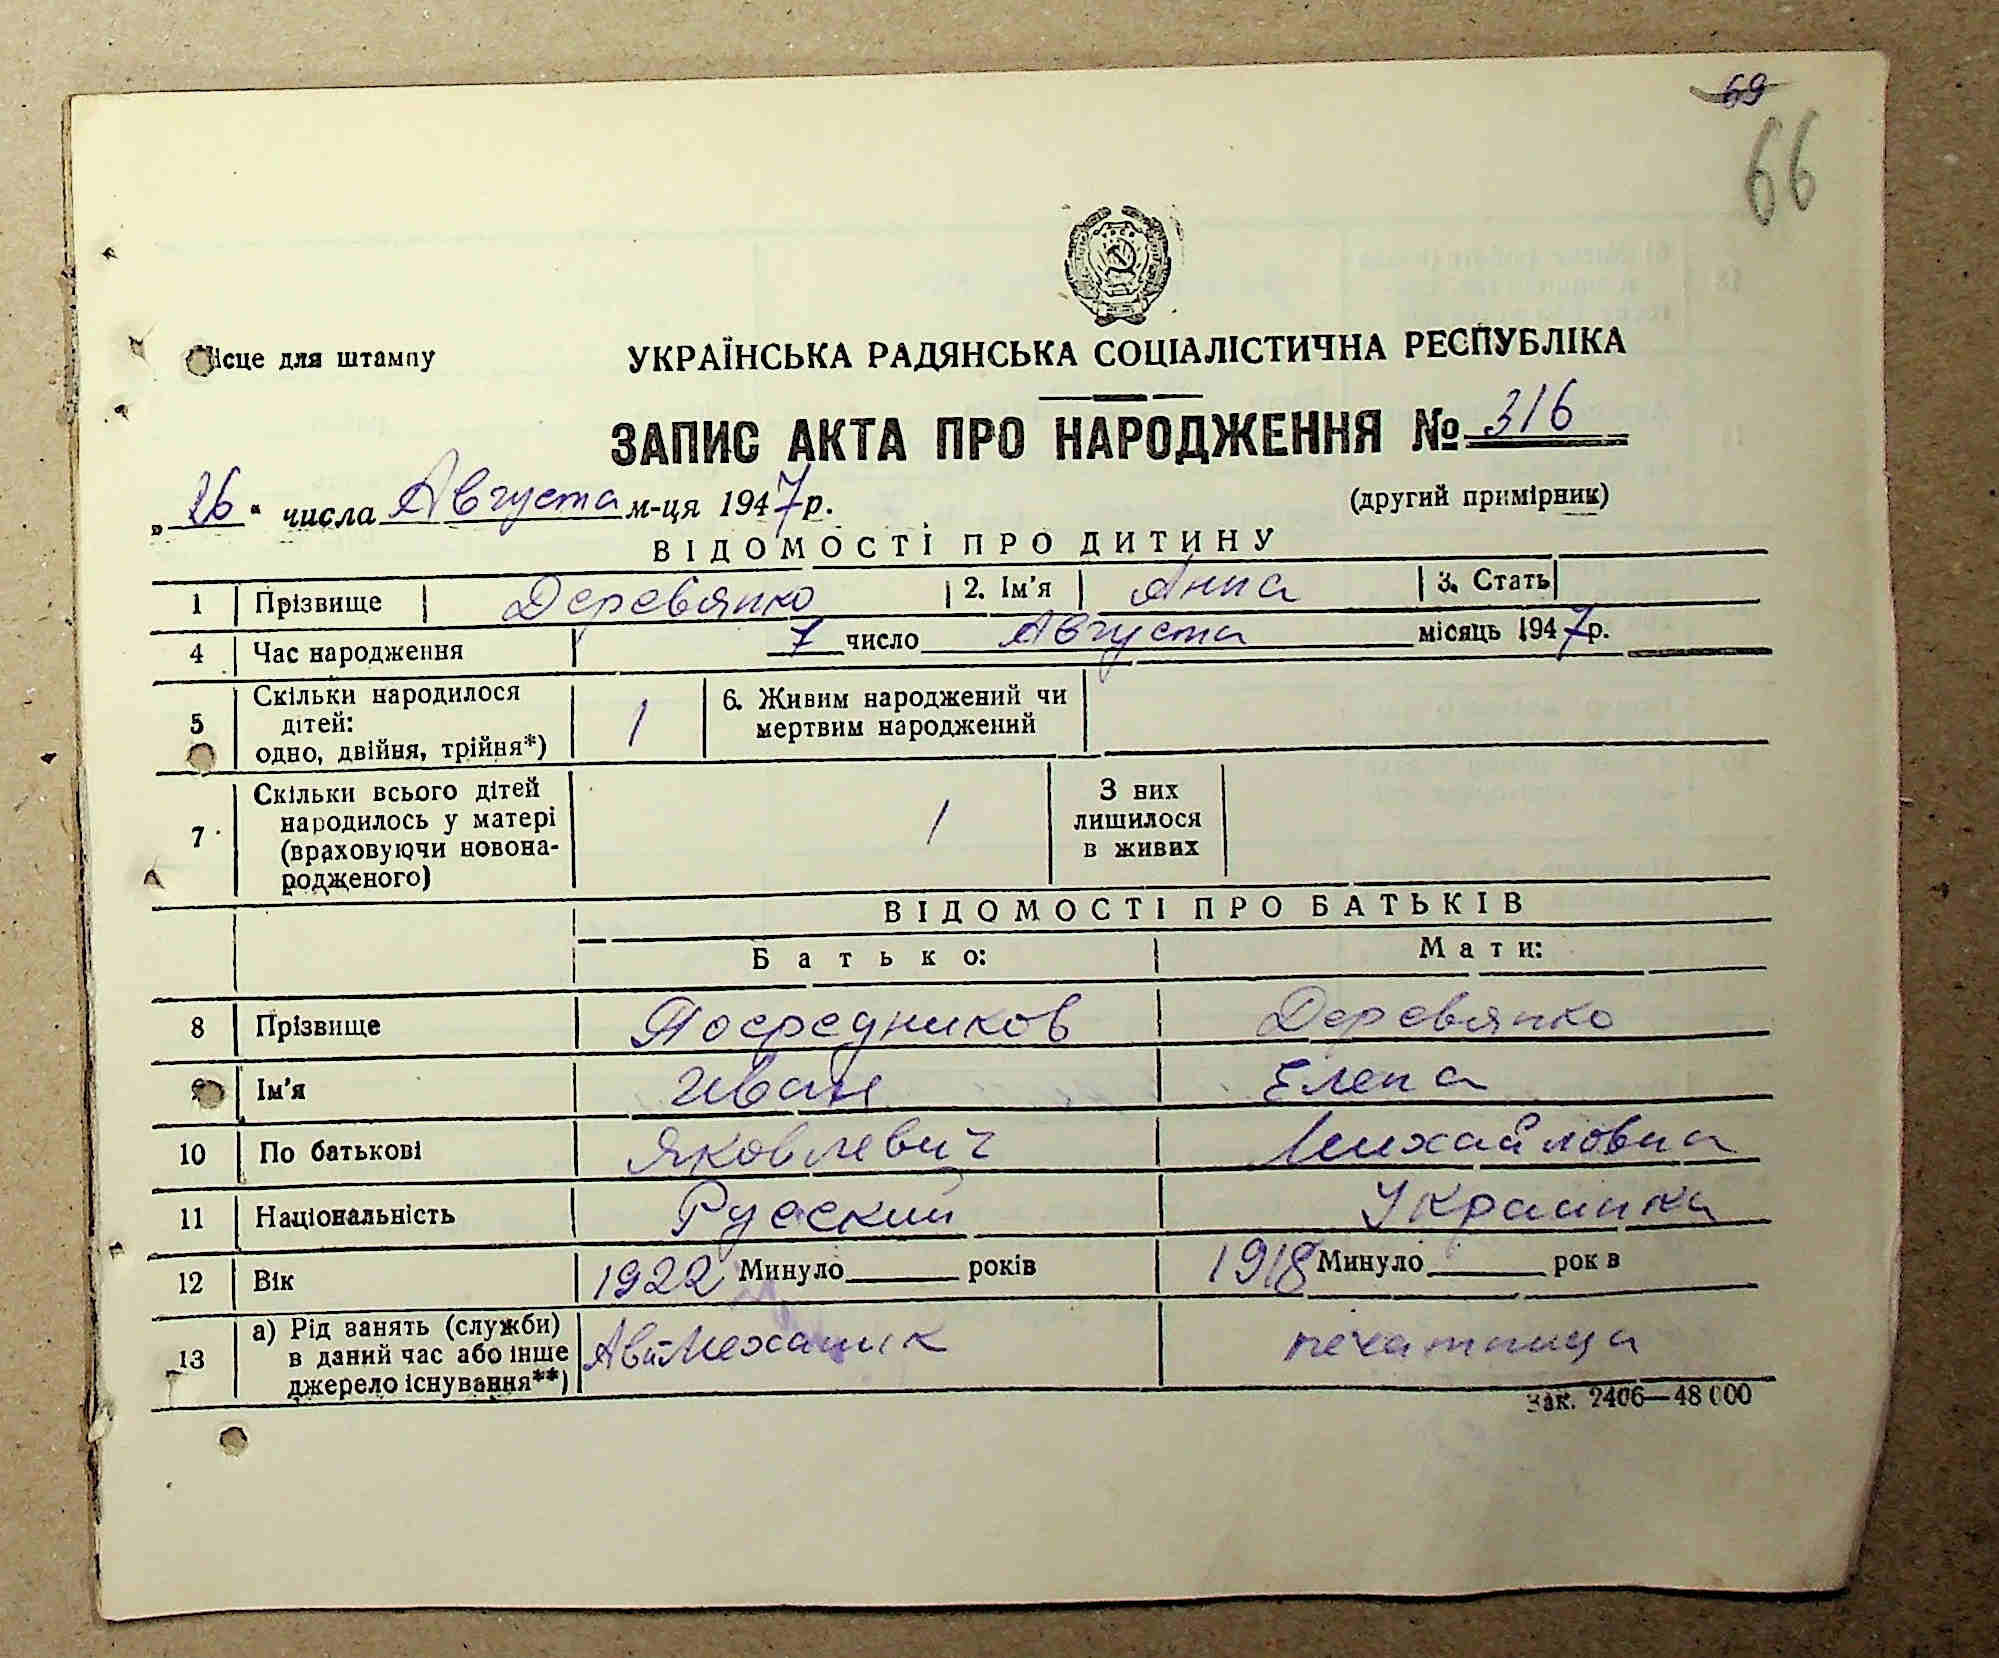 69
66
Місце для штампу
УКРАЇНСЬКА РАДЯНСЬКА СОЦІАЛІСТИЧНА РЕСПУБЛІКА
ЗАПИС АКТА ПРО НАРОДЖЕННЯ № 316
„26“ числа Августа м-ця 1947 р.
(другий примірник)
ВІДОМОСТІ ПРО ДИТИНУ
1 Прізвище Деревянко 2. Ім'я Анна 3. Стать
4 Час народження 7 число Августа місяць 1947 р.
5 Скільки народилося дітей: одно, двійня, трійня*) 1 6. Живим народжений чи мертвим народжений
7 Скільки всього дітей народилось у матері (враховуючи новонародженого) 1 З них лишилося в живих
ВІДОМОСТІ ПРО БАТЬКІВ
Батько: Мати:
8 Прізвище Посредников Деревянко
9 Ім'я Иван Елена
10 По батькові Яковлевич Михайловна
11 Національність Русский Украинка
12 Вік 1922 Минуло років 1918 Минуло рок в
13 а) Рід занять (служби) в даний час або інше джерело існування**) Авиамеханик печатница
Зак. 2406—48 000